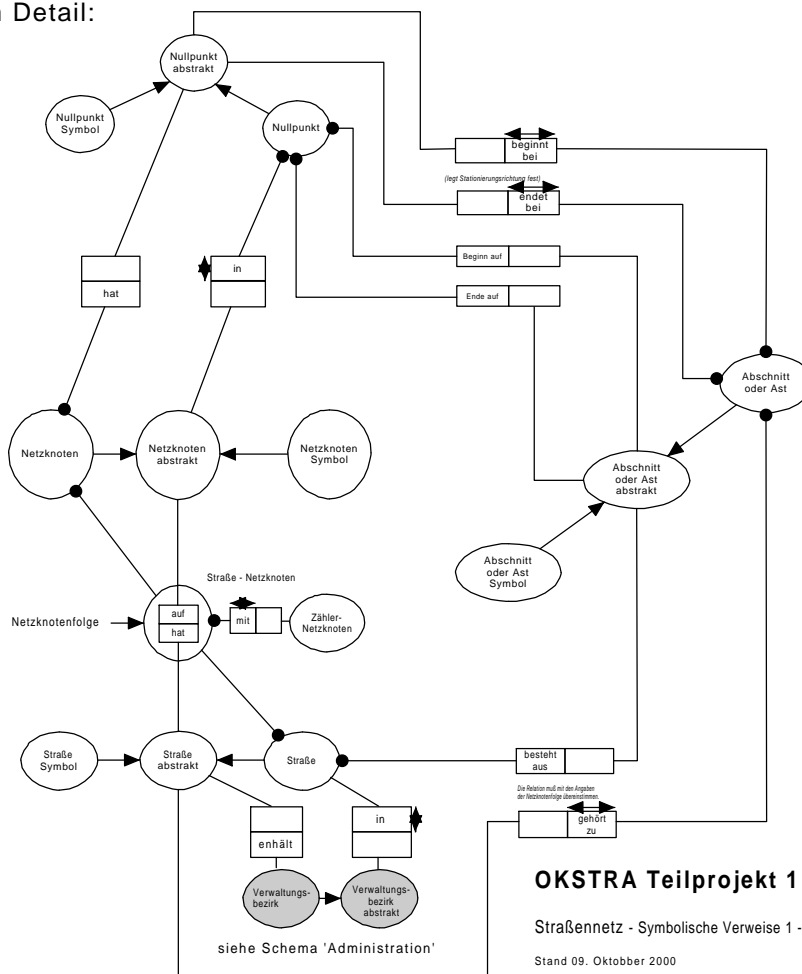 Detail:
Nullpunkt
abstrakt
Nullpunkt
Symbol
Nullpunkt
beginnt
bei
(legt Stationierungsrichtung fest)
endet
bei
Beginn auf
Ende auf
in
hat
Abschnitt
oder Ast
Netzknoten
Netzknoten
abstrakt
Netzknoten
Symbol
Abschnitt
oder Ast
abstrakt
Abschnitt
oder Ast
Symbol
Straße - Netzknoten
Netzknotenfolge
auf
hat
mit
Zähler-
Netzknoten
Straße
Symbol
Straße
abstrakt
Straße
besteht
aus
Die Relation muß mit den Angaben
der Netzknotenfolge übereinstimmen.
gehört
zu
in
enhält
Verwaltungs-
bezirk
Verwaltungs-
bezirk
abstrakt
siehe Schema 'Administration'
OKSTRA Teilprojekt 1
Straßennetz - Symbolische Verweise 1 -
Stand 09. Oktobber 2000